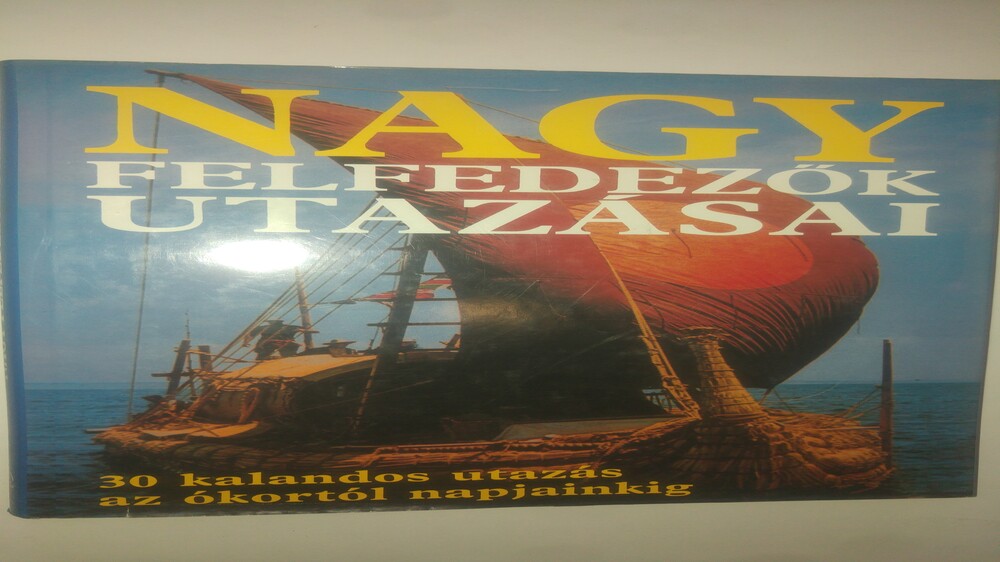 NAGY
FELFEDEZŐK
UTAZÁSAI
30 kalandos utazás
az ókortól napjainkig